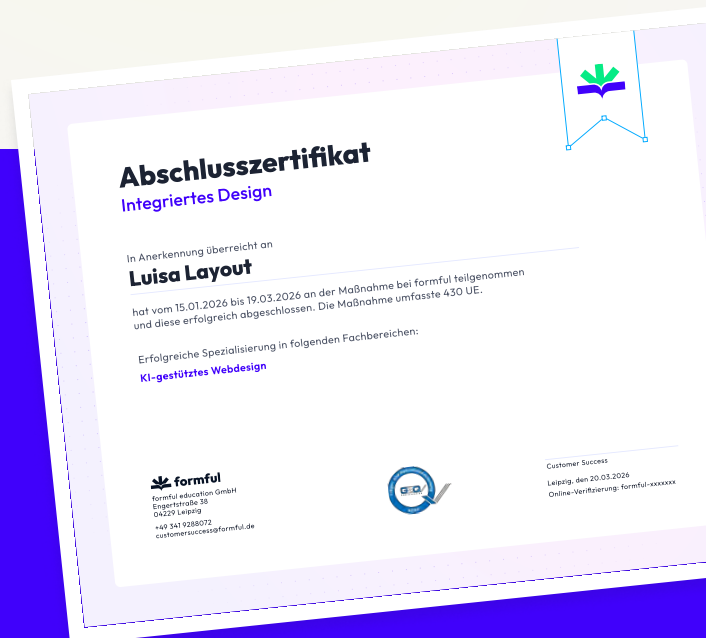 Abschlusszertifikat
Integriertes Design
In Anerkennung überreicht an
Luisa Layout
hat vom 15.01.2026 bis 19.03.2026 an der Maßnahme bei formful teilgenommen
und diese erfolgreich abgeschlossen. Die Maßnahme umfasste 430 UE.
Erfolgreiche Spezialisierung in folgenden Fachbereichen:
KI-gestütztes Webdesign
formful
formful education GmbH
Engertstraße 38
04229 Leipzig
+49 341 9288072
customersuccess@formful.de
Customer Success
Leipzig, den 20.03.2026
Online-Verifizierung: formful-xxxxxxx